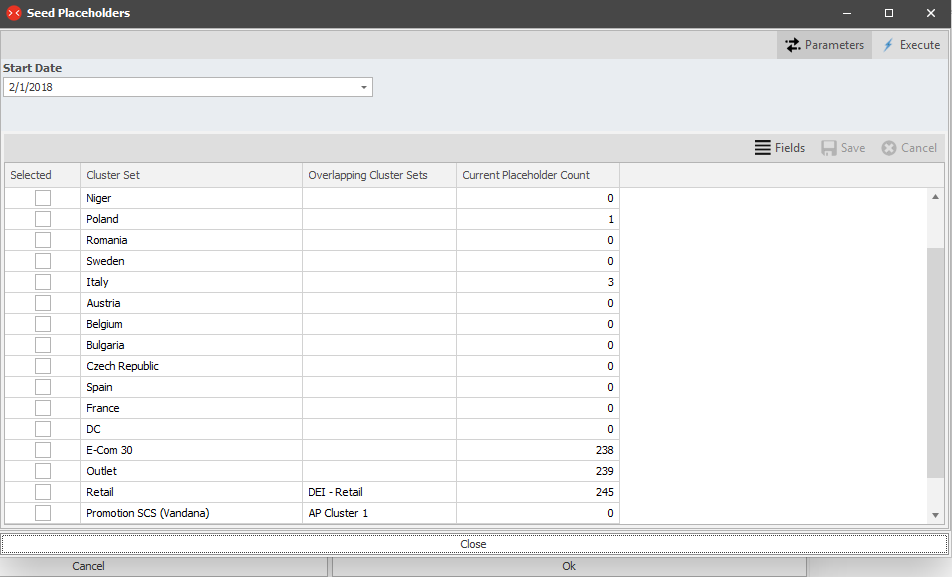 Seed Placeholders
Parameters Execute
Start Date
2/1/2018
Fields Save Cancel
Selected Cluster Set Overlapping Cluster Sets Current Placeholder Count
Niger 0
Poland 1
Romania 0
Sweden 0
Italy 3
Austria 0
Belgium 0
Bulgaria 0
Czech Republic 0
Spain 0
France 0
DC 0
E-Com 30 238
Outlet 239
Retail DEI - Retail 245
Promotion SCS (Vandana) AP Cluster 1 0
Close
Cancel Ok